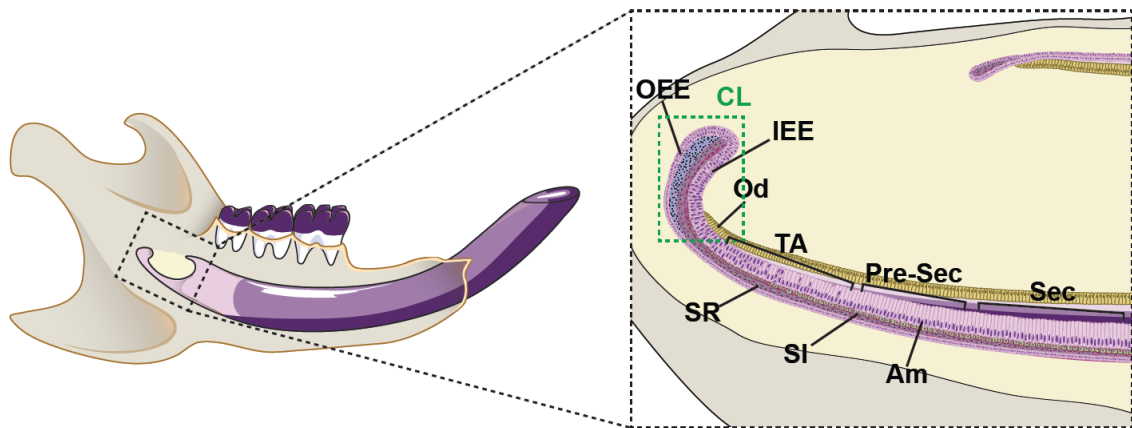 OEE
CL
IEE
Od
TA
Pre-Sec
Sec
SR
SI
Am